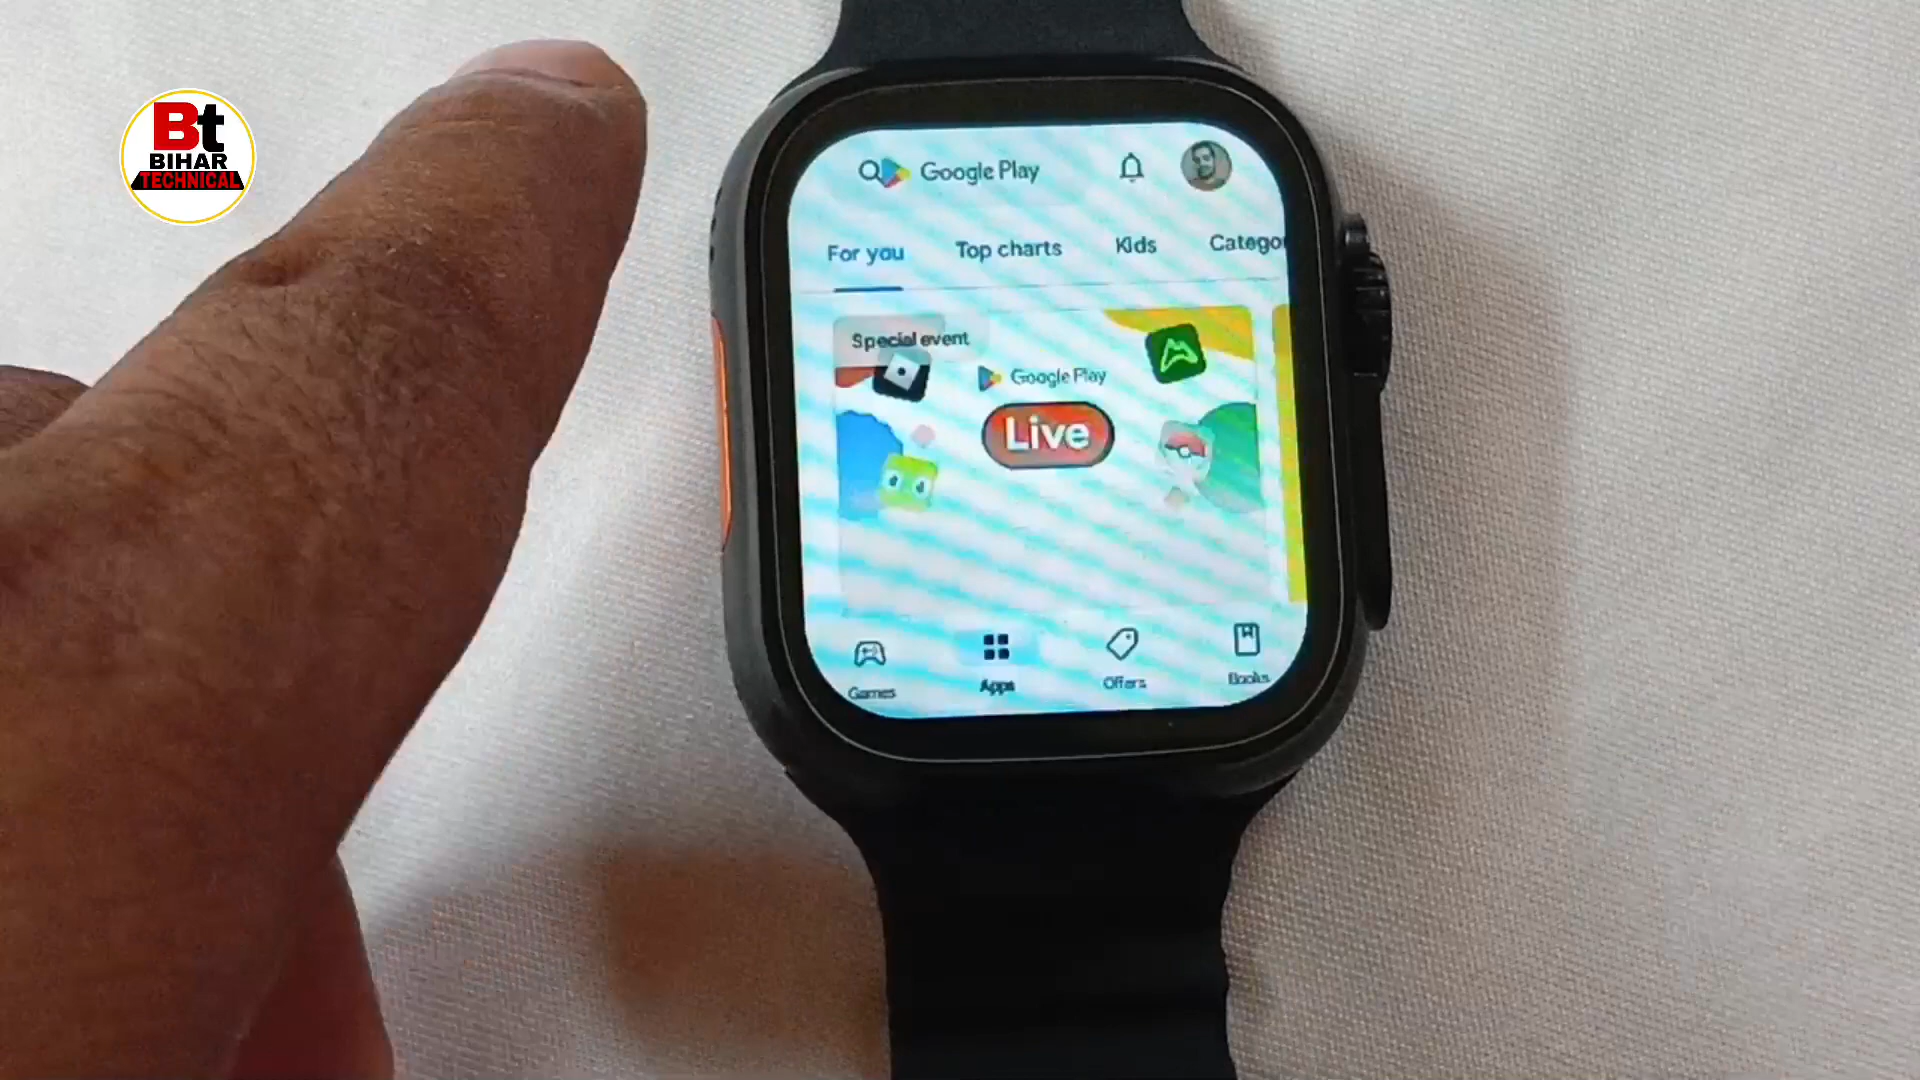 Bt
BIHAR
TECHNICAL
Google Play
For you
Top charts
Kids
Catego
Special event
Google Play
Live
Games
Apps
Offers
Books